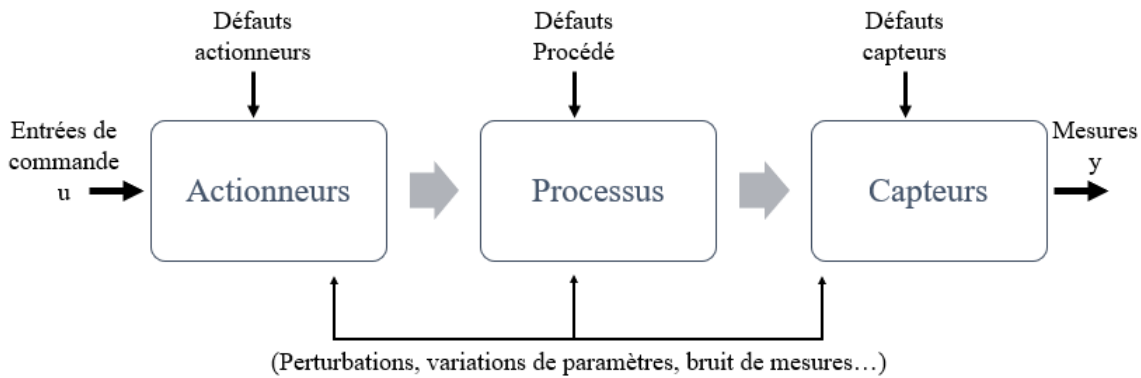 Défauts
actionneurs
Défauts
Procédé
Défauts
capteurs
Entrées de
commande
u
Actionneurs
Processus
Capteurs
Mesures
y
(Perturbations, variations de paramètres, bruit de mesures…)